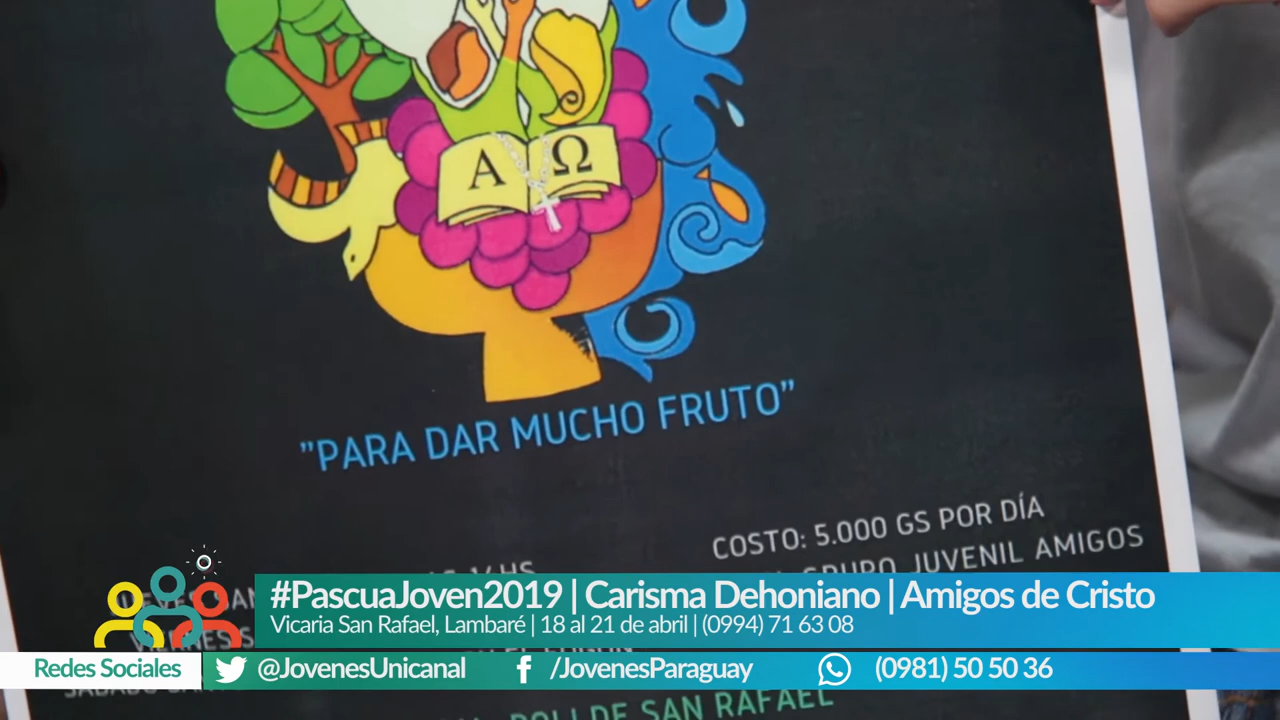 Α Ω
"PARA DAR MUCHO FRUTO"
COSTO: 5.000 GS POR DÍA
GRUPO JUVENIL AMIGOS
#PascuaJoven2019 | Carisma Dehoniano | Amigos de Cristo
Vicaria San Rafael, Lambaré | 18 al 21 de abril | (0994) 71 63 08
Redes Sociales
@JovenesUnicanal
/JovenesParaguay
(0981) 50 50 36
DE SAN RAFAEL